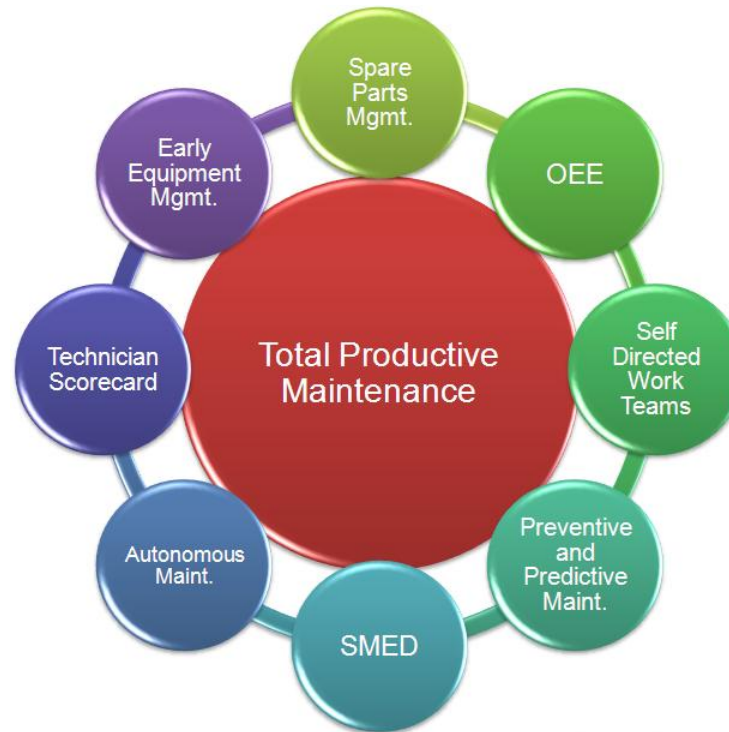 Spare
Parts
Mgmt.
OEE
Self
Directed
Work
Teams
Preventive
and
Predictive
Maint.
SMED
Autonomous
Maint.
Technician
Scorecard
Early
Equipment
Mgmt.
Total Productive
Maintenance